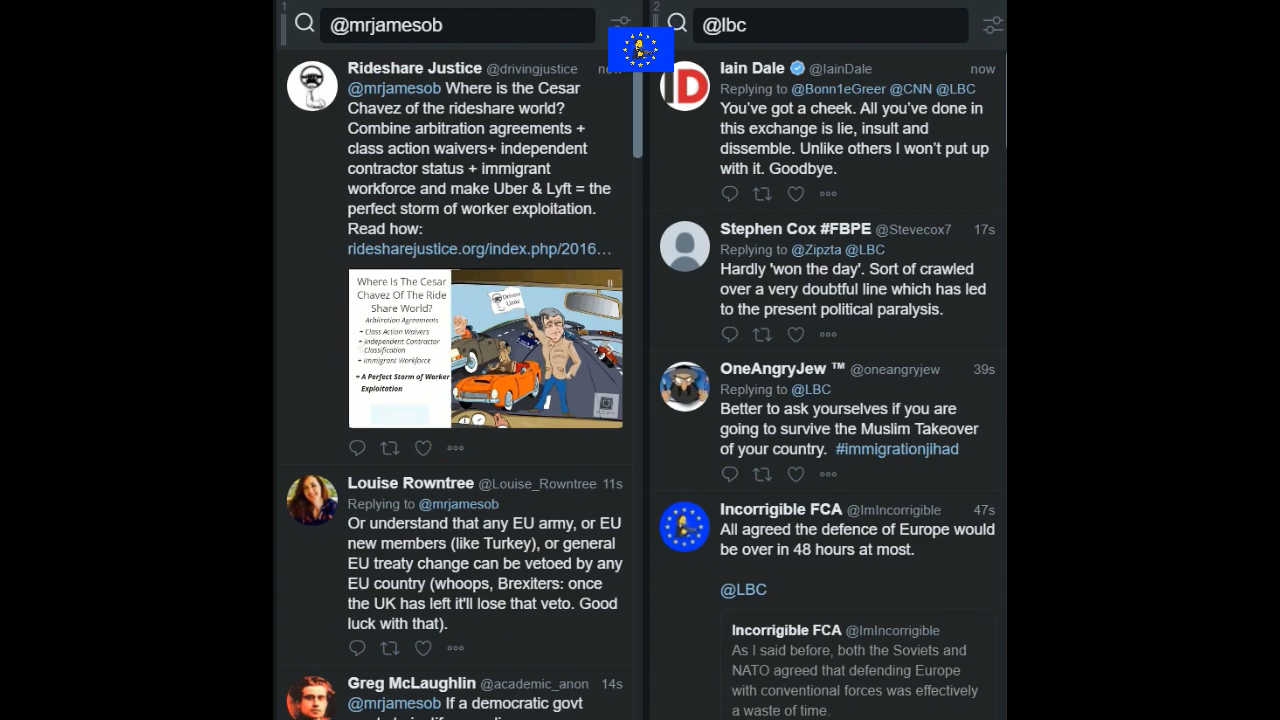 1
@mrjamesob
Rideshare Justice @drivingjustice
@mrjamesob Where is the Cesar
Chavez of the rideshare world?
Combine arbitration agreements +
class action waivers+ independent
contractor status + immigrant
workforce and make Uber & Lyft = the
perfect storm of worker exploitation.
Read how:
ridesharejustice.org/index.php/2016…
Where Is The Cesar
Chavez Of The Ride
Share World?
Arbitration Agreements
+ Class Action Waivers
+ Independent Contractor
Classification
+ Immigrant Workforce
= A Perfect Storm of Worker
Exploitation
Drivers
Louise Rowntree @Louise_Rowntree 11s
Replying to @mrjamesob
Or understand that any EU army, or EU
new members (like Turkey), or general
EU treaty change can be vetoed by any
EU country (whoops, Brexiters: once
the UK has left it'll lose that veto. Good
luck with that).
Greg McLaughlin @academic_anon 14s
@mrjamesob If a democratic govt
2
@lbc
ID
Iain Dale @IainDale now
Replying to @Bonn1eGreer @CNN @LBC
You've got a cheek. All you've done in
this exchange is lie, insult and
dissemble. Unlike others I won't put up
with it. Goodbye.
Stephen Cox #FBPE @Stevecox7 17s
Replying to @Zipzta @LBC
Hardly 'won the day'. Sort of crawled
over a very doubtful line which has led
to the present political paralysis.
OneAngryJew ™ @oneangryjew 39s
Replying to @LBC
Better to ask yourselves if you are
going to survive the Muslim Takeover
of your country. #immigrationjihad
Incorrigible FCA @ImIncorrigible 47s
All agreed the defence of Europe would
be over in 48 hours at most.
@LBC
Incorrigible FCA @ImIncorrigible
As I said before, both the Soviets and
NATO agreed that defending Europe
with conventional forces was effectively
a waste of time.